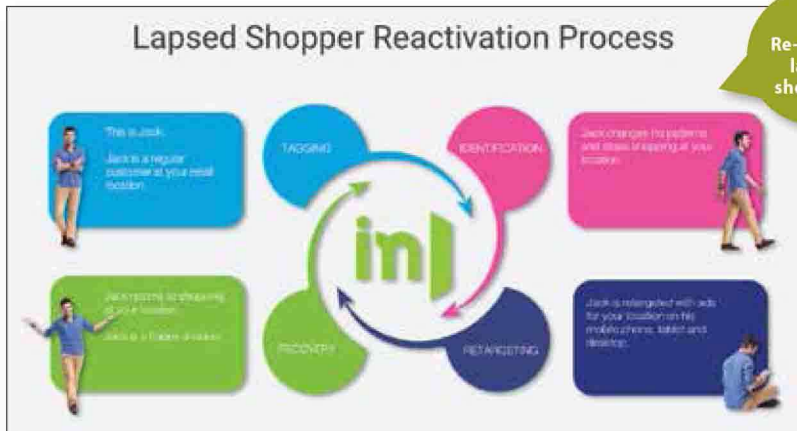 Lapsed Shopper Reactivation Process
Re-
la
sho
This is Jack.
Jack is a regular
customer at your retail
location.
TAGGING
IDENTIFICATION
Jack changes his patterns
and stops shopping at your
location.
in
Jack returns to shopping
at your location.
Jack is a
RECOVERY
RETARGETING
Jack is retargeted with ads
for your location on his
mobile phone, tablet and
desktop.